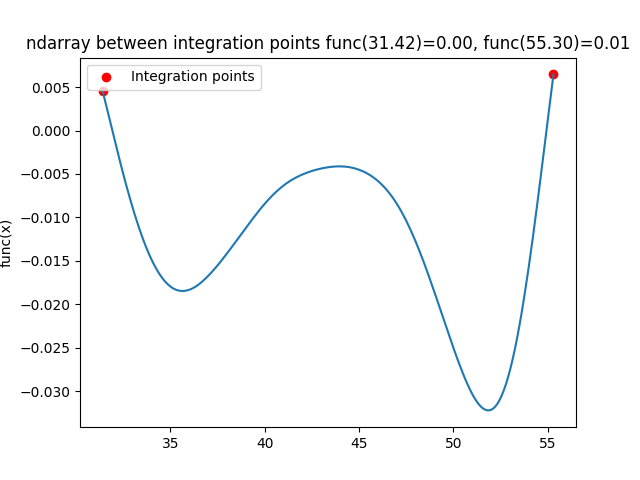 ndarray between integration points func(31.42)=0.00, func(55.30)=0.01
Integration points
0.005
0.000
−0.005
−0.010
−0.015
−0.020
−0.025
−0.030
func(x)
35 40 45 50 55